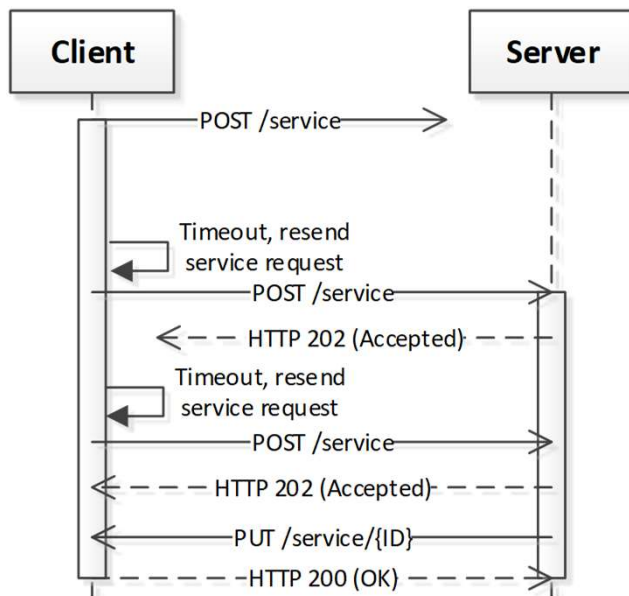 Client
Server
POST /service
Timeout, resend
service request
POST /service
HTTP 202 (Accepted)
Timeout, resend
service request
POST /service
HTTP 202 (Accepted)
PUT /service/{ID}
HTTP 200 (OK)